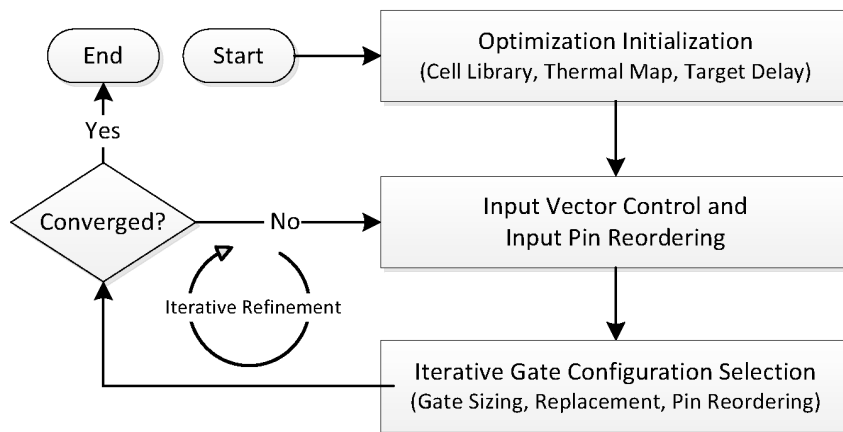 End
Start
Optimization Initialization
(Cell Library, Thermal Map, Target Delay)
Yes
Converged?
No
Input Vector Control and
Input Pin Reordering
Iterative Refinement
Iterative Gate Configuration Selection
(Gate Sizing, Replacement, Pin Reordering)